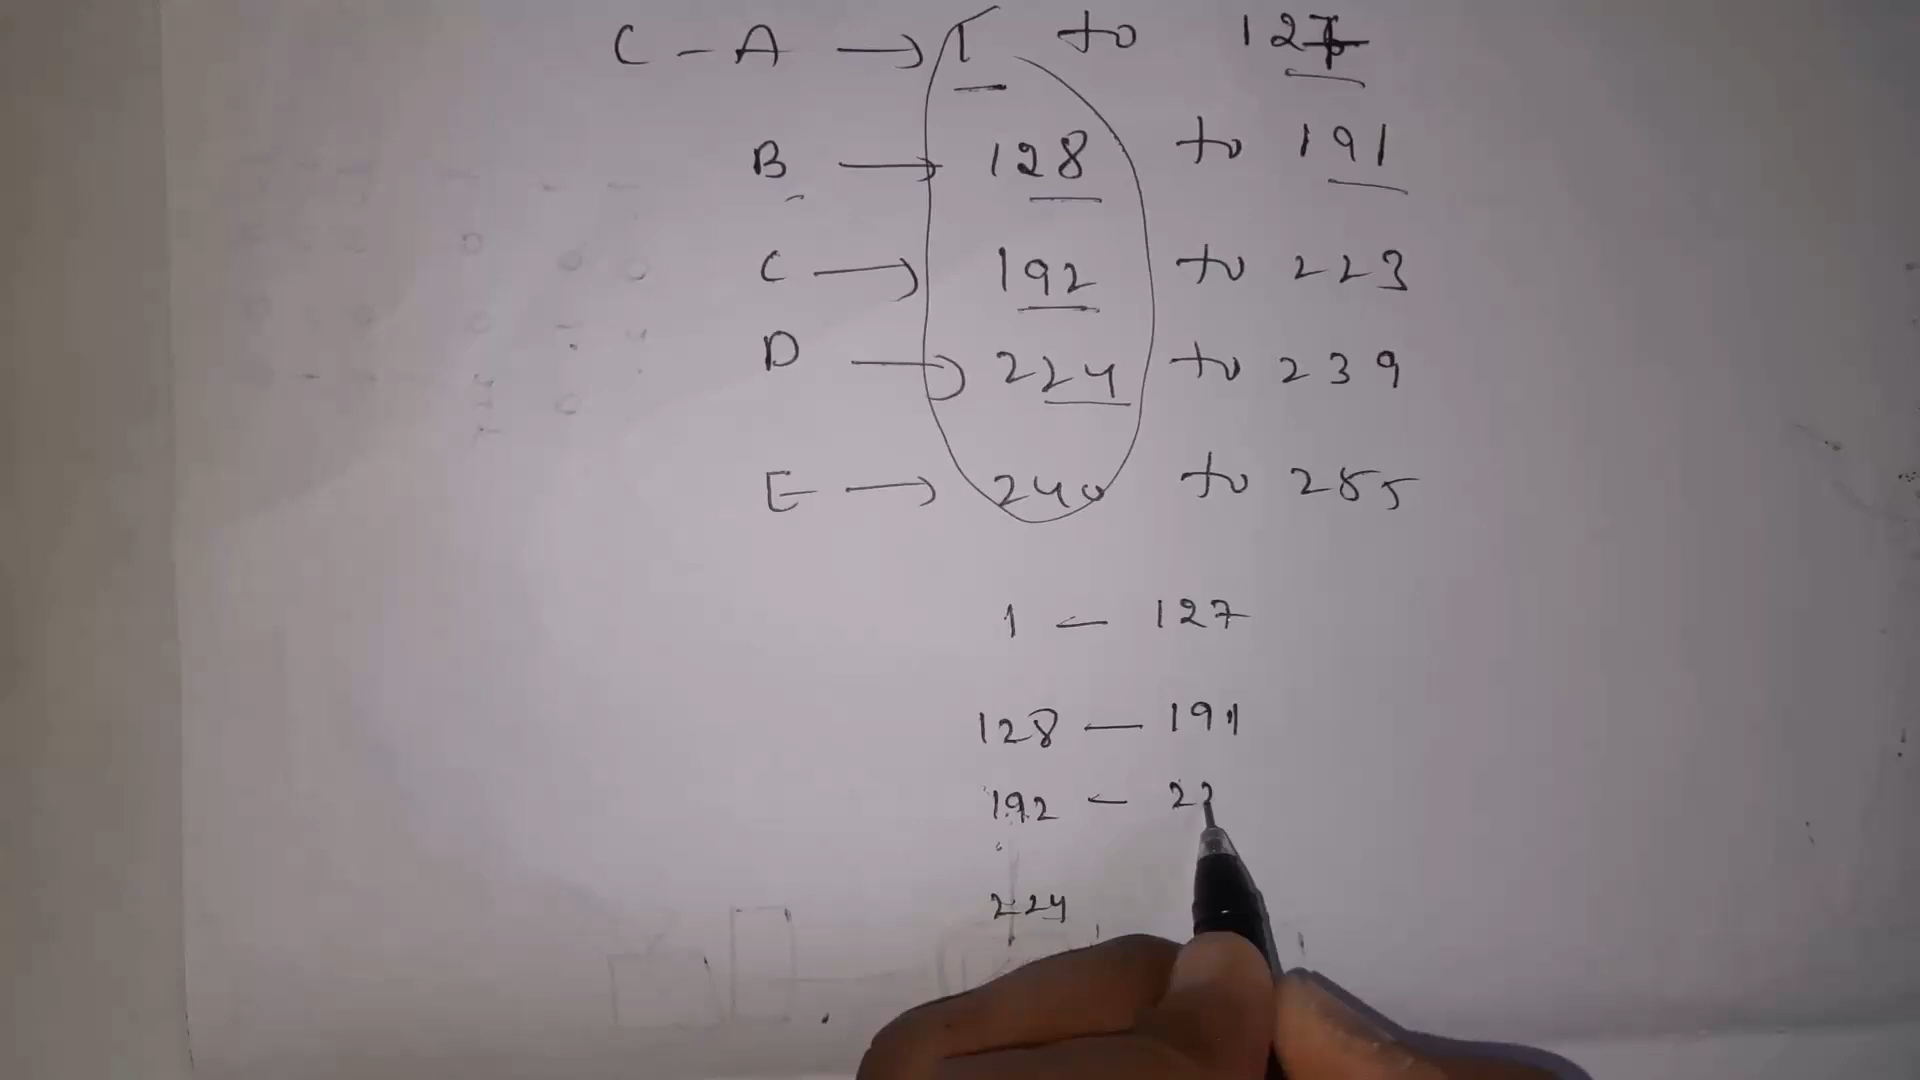 C - A → 1 to 127
B → 128 to 191
C → 192 to 223
D → 224 to 239
E → 240 to 255
1 - 127
128 - 191
192 - 22
224